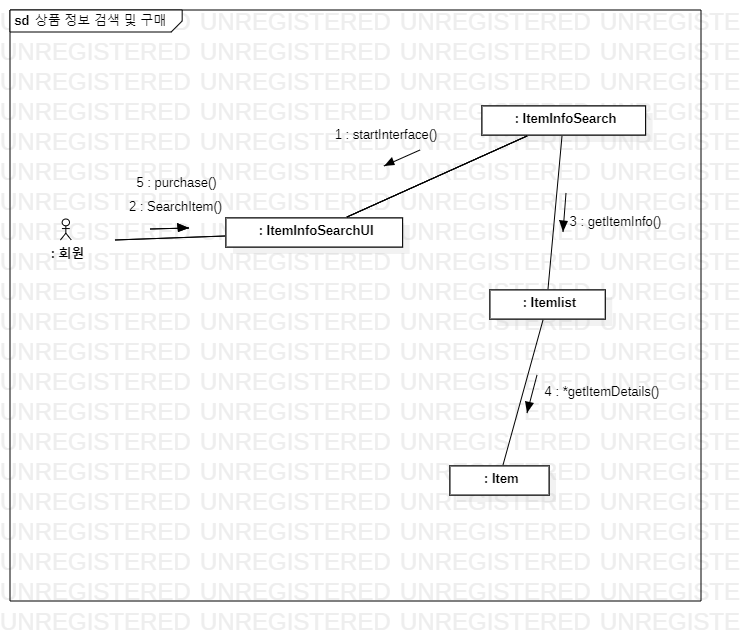 sd 상품 정보 검색 및 구매
: ItemInfoSearch
1 : startInterface()
5 : purchase()
2 : SearchItem()
: ItemInfoSearchUI
3 : getItemInfo()
: 회원
: Itemlist
4 : *getItemDetails()
: Item
UNREGISTERED UNREGISTERED UNREGISTERED UNREGISTERED